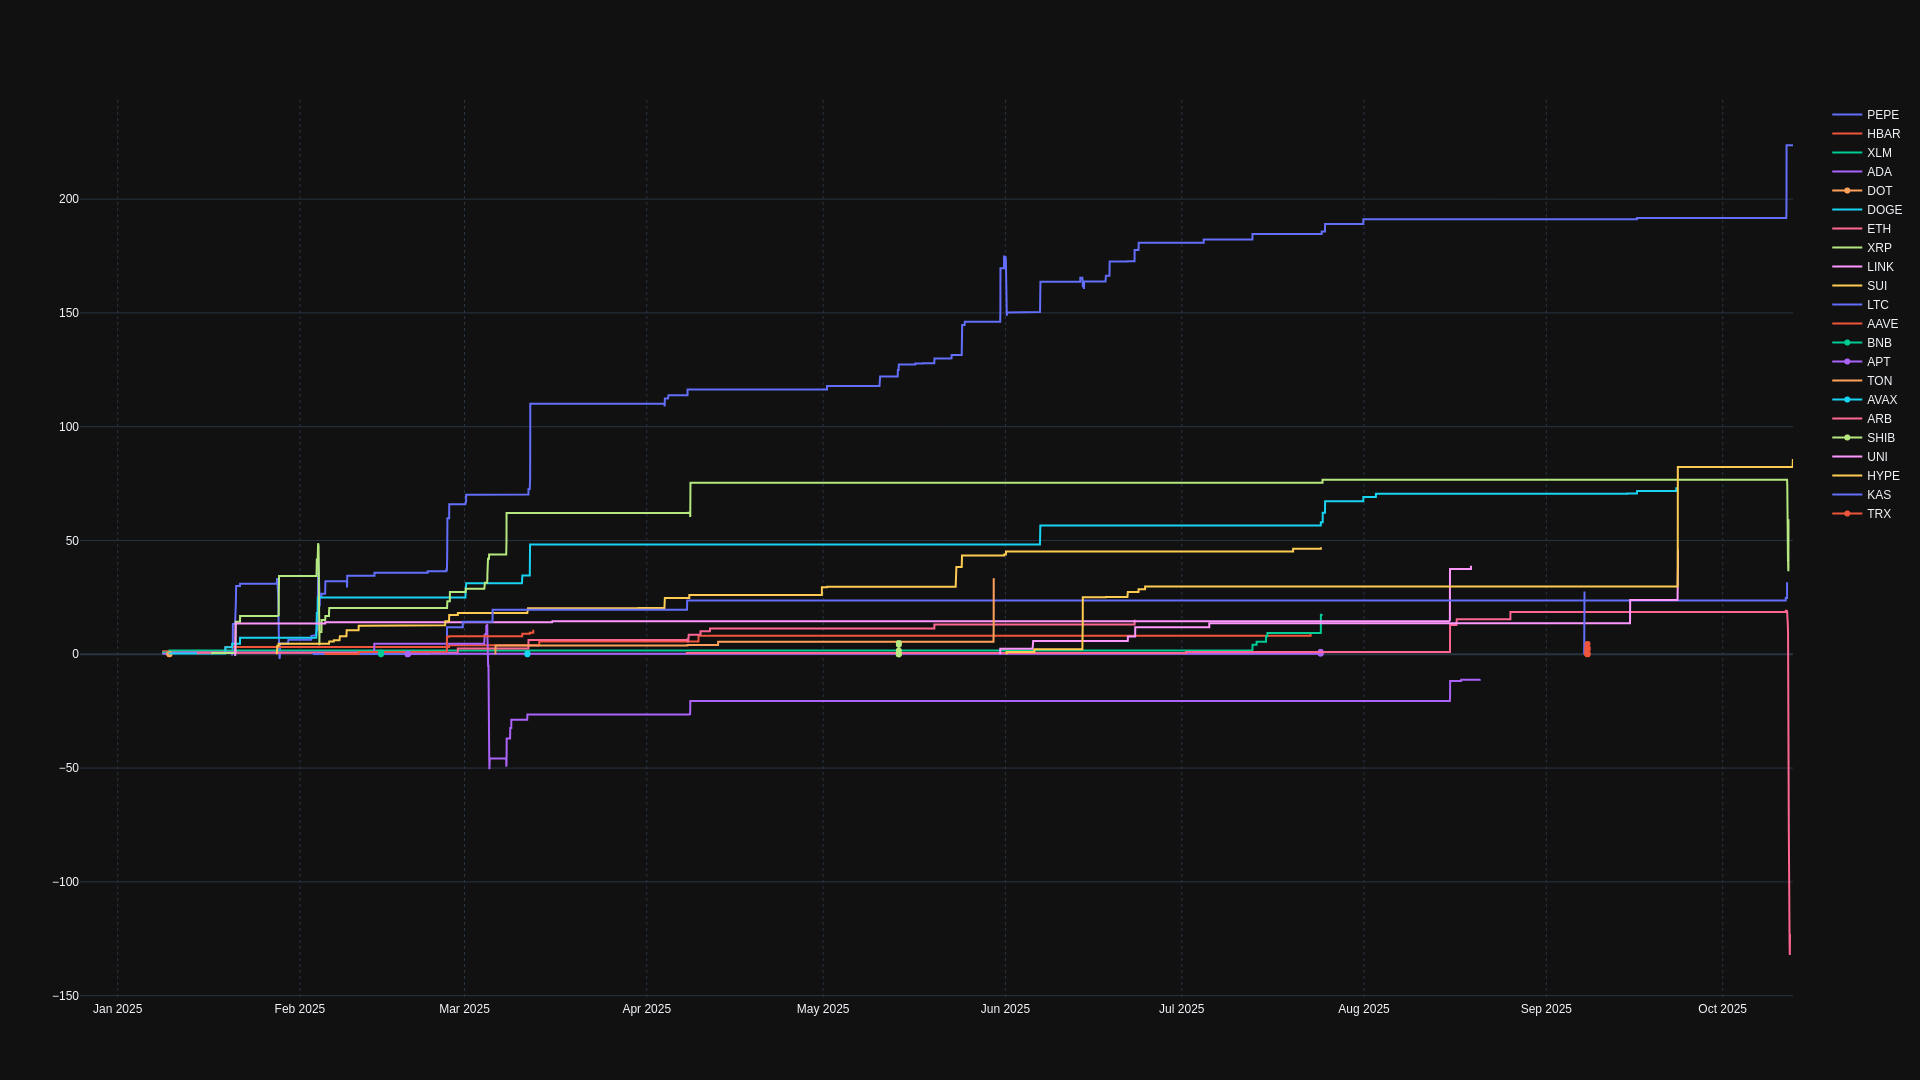 200
150
100
50
0
−50
−100
−150
Jan 2025
Feb 2025
Mar 2025
Apr 2025
May 2025
Jun 2025
Jul 2025
Aug 2025
Sep 2025
Oct 2025
PEPE
HBAR
XLM
ADA
DOT
DOGE
ETH
XRP
LINK
SUI
LTC
AAVE
BNB
APT
TON
AVAX
ARB
SHIB
UNI
HYPE
KAS
TRX